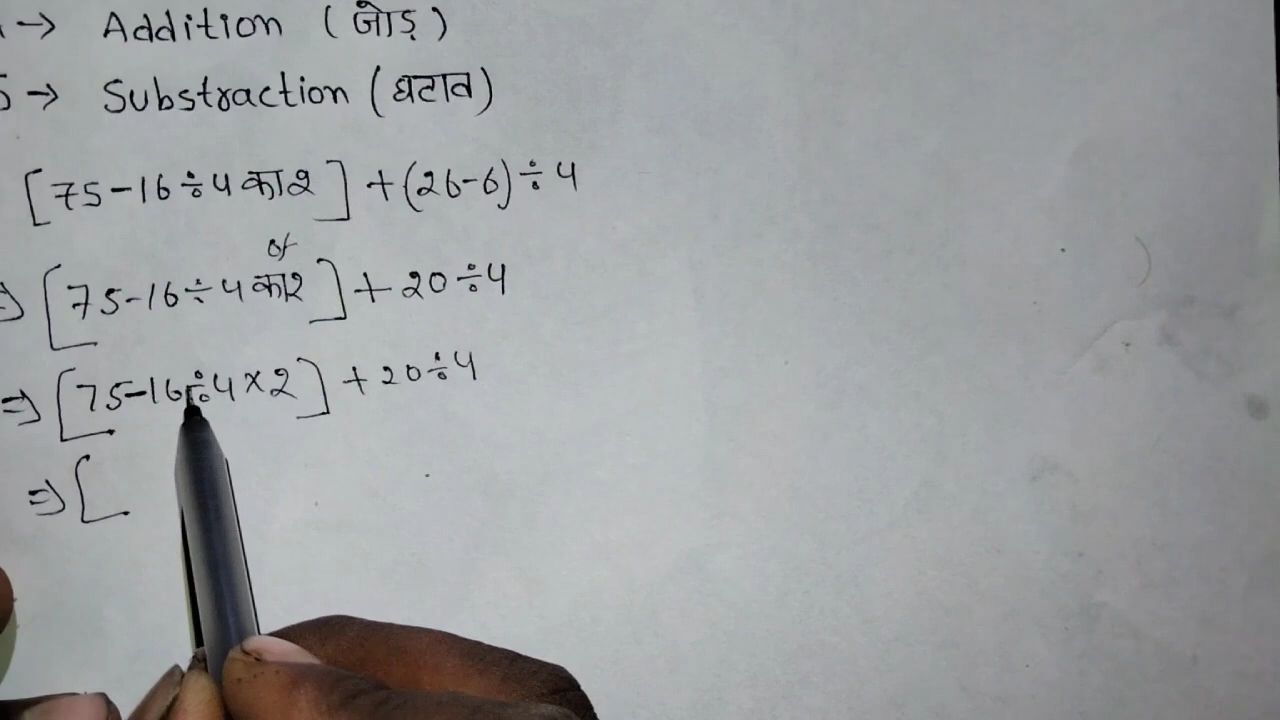 → Addition (जोड़)
5 → Substraction (घटाव)
[75-16÷4 का 2] + (26-6) ÷ 4
of
⇒ [75-16÷4 का 2] + 20÷4
⇒ [75-16÷4×2] + 20÷4
⇒ [